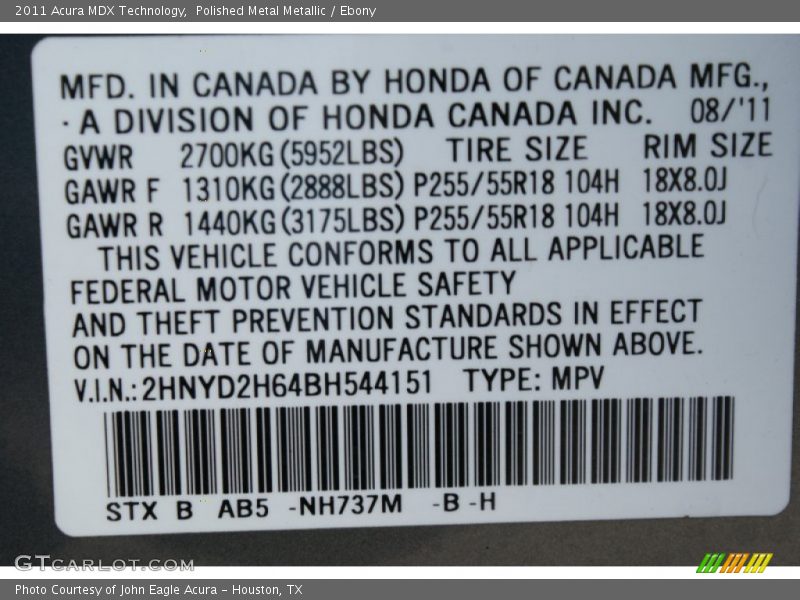 2011 Acura MDX Technology,  Polished Metal Metallic / Ebony
MFD. IN CANADA BY HONDA OF CANADA MFG.,
· A DIVISION OF HONDA CANADA INC. 08/'11
GVWR 2700KG(5952LBS) TIRE SIZE RIM SIZE
GAWR F 1310KG(2888LBS) P255/55R18 104H 18X8.0J
GAWR R 1440KG(3175LBS) P255/55R18 104H 18X8.0J
THIS VEHICLE CONFORMS TO ALL APPLICABLE
FEDERAL MOTOR VEHICLE SAFETY
AND THEFT PREVENTION STANDARDS IN EFFECT
ON THE DATE OF MANUFACTURE SHOWN ABOVE.
V.I.N.: 2HNYD2H64BH544151 TYPE: MPV
STX B AB5 -NH737M -B -H
GTCARLOT.COM
Photo Courtesy of John Eagle Acura - Houston, TX